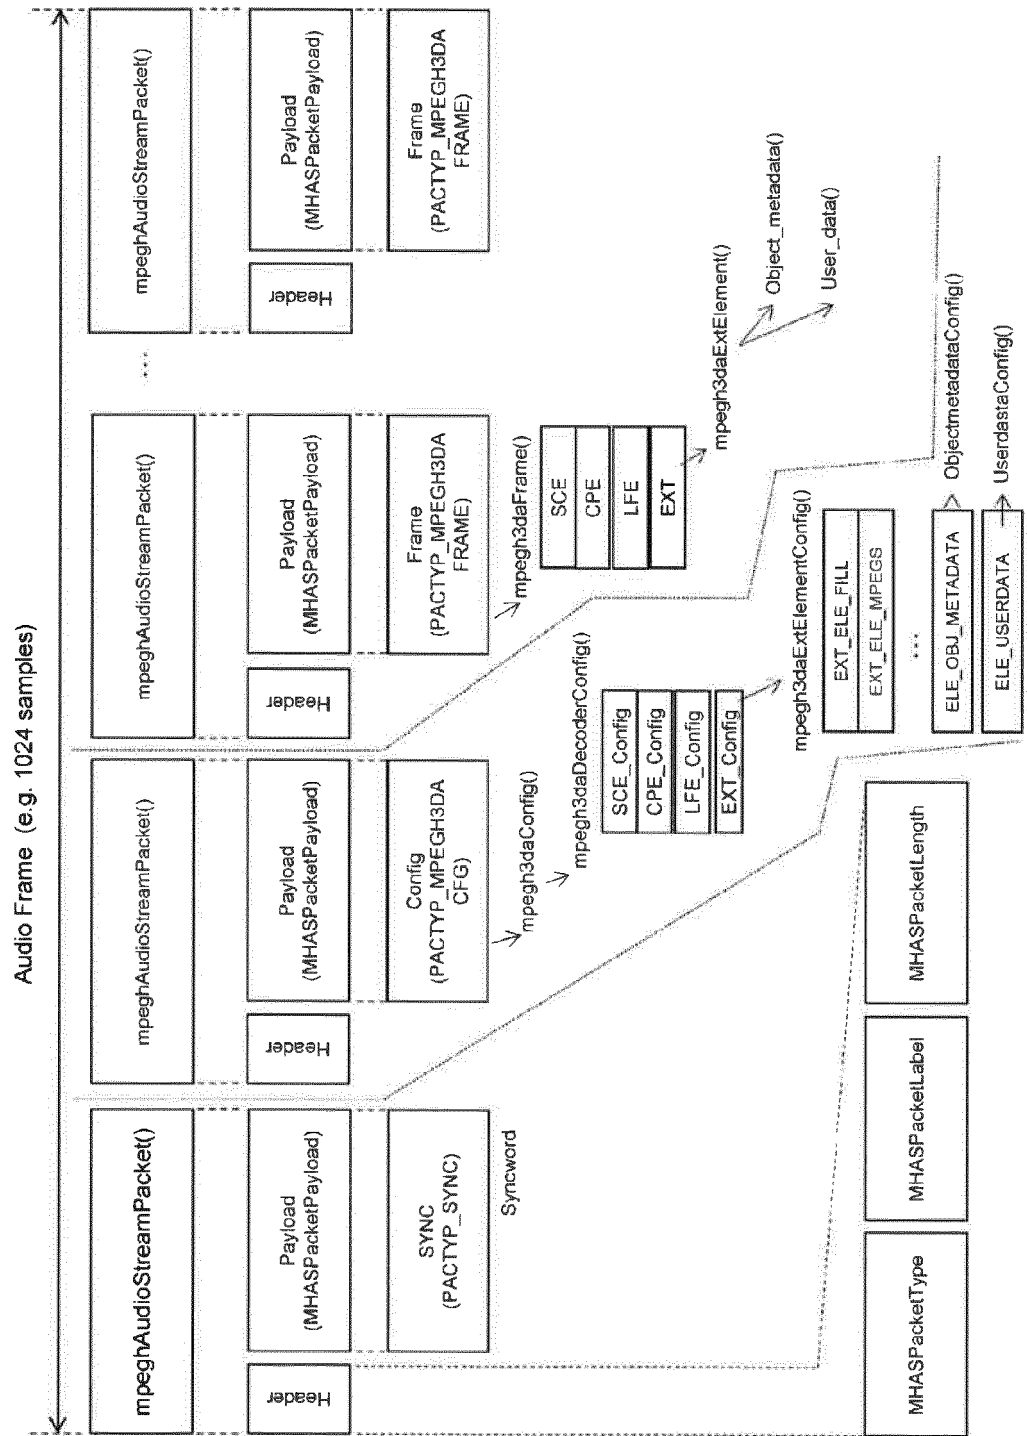 Audio Frame (e.g. 1024 samples)
mpeghAudioStreamPacket()
mpeghAudioStreamPacket()
mpeghAudioStreamPacket()
...
mpeghAudioStreamPacket()
Header
Payload
(MHASPacketPayload)
Header
Payload
(MHASPacketPayload)
Header
Payload
(MHASPacketPayload)
Header
Payload
(MHASPacketPayload)
SYNC
(PACTYP_SYNC)
Config
(PACTYP_MPEGH3DA
CFG)
Frame
(PACTYP_MPEGH3DA
FRAME)
Frame
(PACTYP_MPEGH3DA
FRAME)
Syncword
mpegh3daConfig()
mpegh3daDecoderConfig()
SCE_Config
CPE_Config
LFE_Config
EXT_Config
mpegh3daExtElementConfig()
EXT_ELE_FILL
EXT_ELE_MPEGS
...
ELE_OBJ_METADATA
ObjectmetadataConfig()
ELE_USERDATA
UserdastaConfig()
mpegh3daFrame()
SCE
CPE
LFE
EXT
mpegh3daExtElement()
Object_metadata()
User_data()
MHASPacketType
MHASPacketLabel
MHASPacketLength